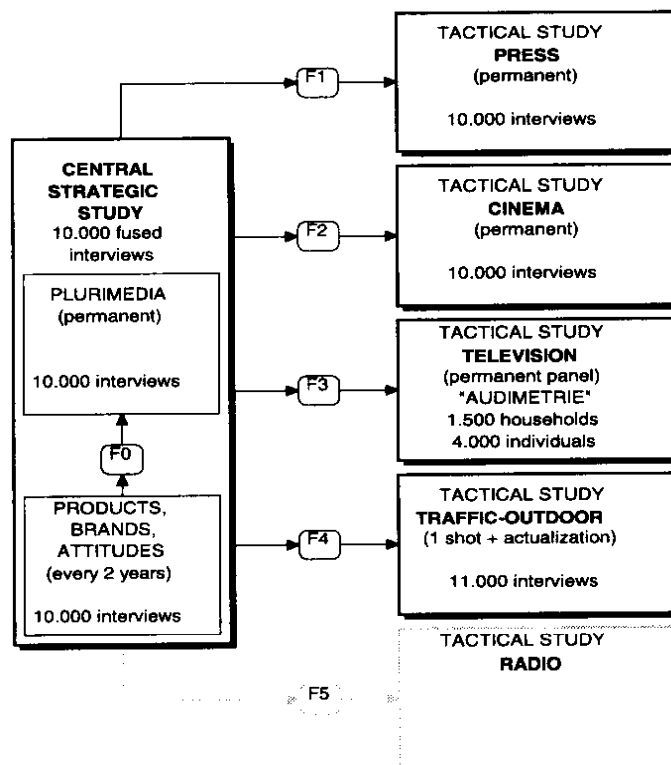 TACTICAL STUDY
PRESS
(permanent)
10.000 interviews
F1
CENTRAL
STRATEGIC
STUDY
10.000 fused
interviews
PLURIMEDIA
(permanent)
10.000 interviews
F0
PRODUCTS,
BRANDS,
ATTITUDES
(every 2 years)
10.000 interviews
F2
TACTICAL STUDY
CINEMA
(permanent)
10.000 interviews
F3
TACTICAL STUDY
TELEVISION
(permanent panel)
"AUDIMETRIE"
1.500 households
4.000 individuals
F4
TACTICAL STUDY
TRAFFIC-OUTDOOR
(1 shot + actualization)
11.000 interviews
F5
TACTICAL STUDY
RADIO